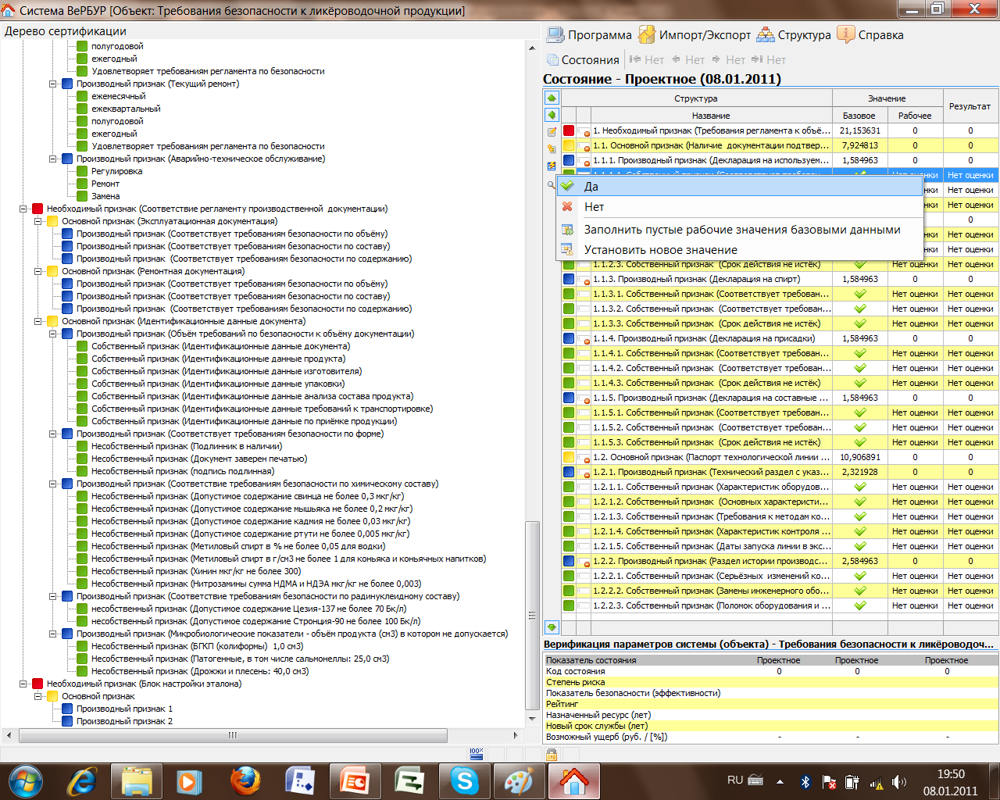 Система ВеРБУР [Объект: Требования безопасности к ликёроводочной продукции]
Дерево сертификации
полугодовой
ежегодный
Удовлетворяет требованиям регламента по безопасности
Производный признак (Текущий ремонт)
ежемесячный
ежеквартальный
полугодовой
ежегодный
Удовлетворяет требованиям регламента по безопасности
Производный признак (Аварийно-техническое обслуживание)
Регулировка
Ремонт
Замена
Необходимый признак (Соответствие регламенту производственной  документации)
Основной признак (Эксплуатационная документация)
Производный признак (Соответствует требованиям безопасности по объёму)
Производный признак (Соответствует требованиям безопасности по составу)
Производный признак  (Соответствует требованиям безопасности по содержанию)
Основной признак (Ремонтная документация)
Производный признак (Соответствует требованиям безопасности по объёму)
Производный признак (Соответствует требованиям безопасности по составу)
Производный признак  (Соответствует требованиям безопасности по содержанию)
Основной признак (Идентификационные данные документа)
Производный признак (Объём требований по безопасности к объёму документации)
Собственный признак (Идентификационные данные документа)
Собственный признак (Идентификационные данные продукта)
Собственный признак (Идентификационные данные изготовителя)
Собственный признак (Идентификационные данные упаковки)
Собственный признак (Идентификационные данные анализа состава продукта)
Собственный признак (Идентификационные данные требований к транспортировке)
Собственный признак (Идентификационные данные по приёмке продукции)
Производный признак (Соответствует требованиям безопасности по форме)
Несобственный признак (Подлинник в наличии)
Несобственный признак (Документ заверен печатью)
Несобственный признак (подпись подлинная)
Производный признак (Соответствие требованиям безопасности по химическому составу)
Несобственный признак (Допустимое содержание свинца не более 0,3 мкг/кг)
Несобственный признак (Допустимое содержание мышьяка не более 0,2 мкг/кг)
Несобственный признак (Допустимое содержание кадмия не более 0,03 мкг/кг)
Несобственный признак (Допустимое содержание ртути не более 0,005 мкг/кг)
Несобственный признак (Метиловый спирт в % не более 0,05 для водки)
Несобственный признак (Метиловый спирт в г/см3 не более 1 для коньяка и коньячных напитков)
Несобственный признак (Хинин мкг/кг не более 300)
Несобственный признак (Нитрозамины сумма НДМА и НДЭА мкг/кг не более 0,003)
Производный признак (Соответствие требованиям безопасности по радинуклеидному составу)
несобственный признак (Допустимое содержание Цезия-137 не более 70 Бк/л)
несобственный признак (Допустимое содержание Стронция-90 не более 100 Бк/л)
Производный признак (Микробиологические показатели - объём продукта (см3) в котором не допускается)
Несобственный признак (БГКП (колиформы)  1,0 см3)
Несобственный признак (Патогенные, в том числе сальмонеллы: 25,0 см3)
Несобственный признак (Дрожжи и плесень: 40,0 см3)
Необходимый признак (Блок настройки эталона)
Основной признак
Производный признак 1
Производный признак 2
100%
Программа Импорт/Экспорт Структура Справка
Состояния Нет Нет Нет Нет
Состояние - Проектное (08.01.2011)
Структура Значение Результат
Название Базовое Рабочее
1. Необходимый признак (Требования регламента к объё... 21,153631 0 0
1.1. Основной признак (Наличие  документации подтвер... 7,924813 0 0
1.1.1. Производный признак (Декларация на используем... 1,584963 0 0
Нет оценки Нет оценки
Да
Нет
Заполнить пустые рабочие значения базовыми данными
Установить новое значение
оценки
оценки
0
оценки
оценки
1.1.2.3. Собственный признак  (Срок действия не истёк) Нет оценки Нет оценки
1.1.3. Производный признак (Декларация на спирт) 1,584963 0 0
1.1.3.1. Собственный признак (Соответствует требован... Нет оценки Нет оценки
1.1.3.2. Собственный признак  (Соответствует требован... Нет оценки Нет оценки
1.1.3.3. Собственный признак  (Срок действия не истёк) Нет оценки Нет оценки
1.1.4. Производный признак (Декларация на присадки) 1,584963 0 0
1.1.4.1. Собственный признак (Соответствует требован... Нет оценки Нет оценки
1.1.4.2. Собственный признак  (Соответствует требован... Нет оценки Нет оценки
1.1.4.3. Собственный признак  (Срок действия не истёк) Нет оценки Нет оценки
1.1.5. Производный признак (Декларация на составные ... 1,584963 0 0
1.1.5.1. Собственный признак (Соответствует требован... Нет оценки Нет оценки
1.1.5.2. Собственный признак  (Соответствует требован... Нет оценки Нет оценки
1.1.5.3. Собственный признак  (Срок действия не истёк) Нет оценки Нет оценки
1.2. Основной признак (Паспорт технологической линии ... 10,906891 0 0
1.2.1. Производный признак (Технический раздел с указ... 2,321928 0 0
1.2.1.1. Собственный признак (Характеристик оборудов... Нет оценки Нет оценки
1.2.1.2. Собственный признак  (Основных характеристи... Нет оценки Нет оценки
1.2.1.3. Собственный признак (Требования к методам ко... Нет оценки Нет оценки
1.2.1.4. Собственный признак (Характеристик контроля ... Нет оценки Нет оценки
1.2.1.5. Собственный признак (Даты запуска линии в экс... Нет оценки Нет оценки
1.2.2. Производный признак (Раздел истории производс... 2,584963 0 0
1.2.2.1. Собственный признак (Серьёзных  изменений ко... Нет оценки Нет оценки
1.2.2.2. Собственный признак (Замены инженерного обо... Нет оценки Нет оценки
1.2.2.3. Собственный признак (Поломок оборудования и ... Нет оценки Нет оценки
Верификация параметров системы (объекта) - Требования безопасности к ликёроводоч...
Показатель состояния Проектное Проектное Проектное
Код состояния 0 0 0
Степень риска
Показатель безопасности (эффективности)
Рейтинг
Назначенный ресурс (лет)
Новый срок службы (лет)
Возможный ущерб (руб. / [%]) - - -
RU
19:50
08.01.2011